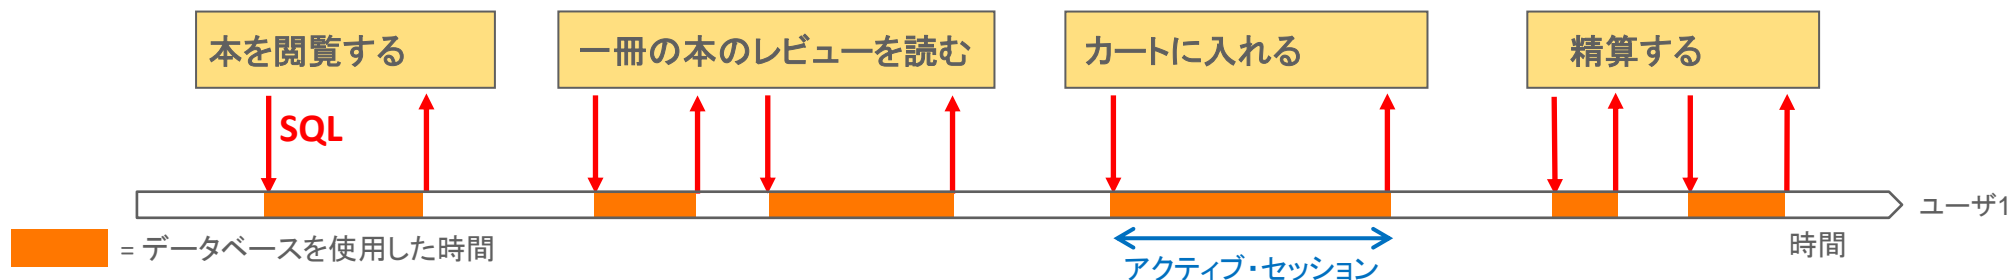 本を閲覧する
一冊の本のレビューを読む
カートに入れる
精算する
SQL
ユーザ1
= データベースを使用した時間
時間
アクティブ・セッション